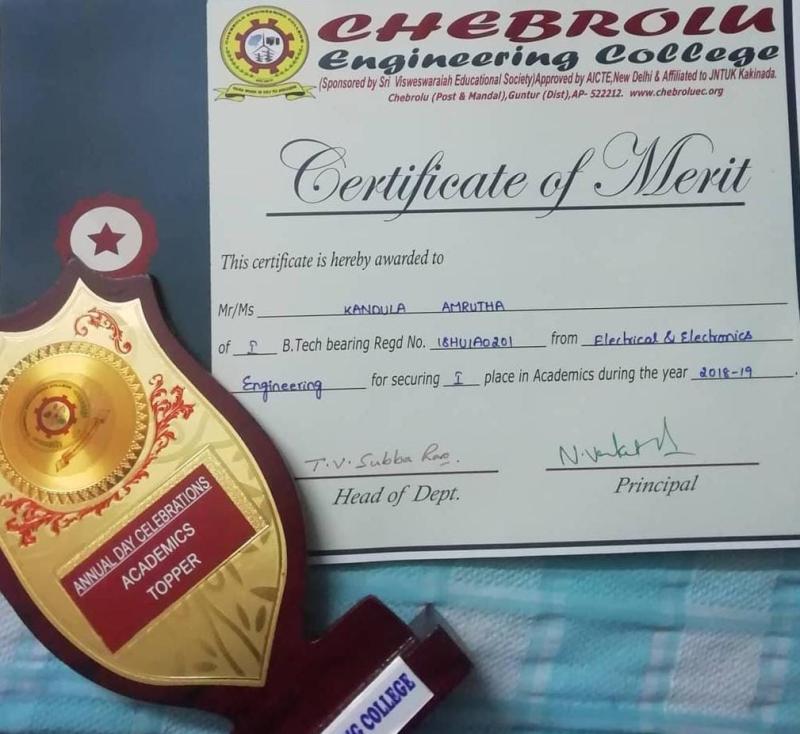 CHEBROLU
Engineering College
(Sponsored by Sri Visweswaraiah Educational Society)Approved by AICTE,New Delhi & Affiliated to JNTUK Kakinada.
Chebrolu (Post & Mandal),Guntur (Dist),AP- 522212. www.chebroluec.org
Certificate of Merit
This certificate is hereby awarded to
Mr/Ms KANDULA AMRUTHA
of I B.Tech bearing Regd No. 18HU1A0201 from Electrical & Electronics
Engineering for securing I place in Academics during the year 2018-19.
T.V. Subba Rao.
Head of Dept.
Principal
ANNUAL DAY CELEBRATIONS
ACADEMICS
TOPPER
COLLEGE